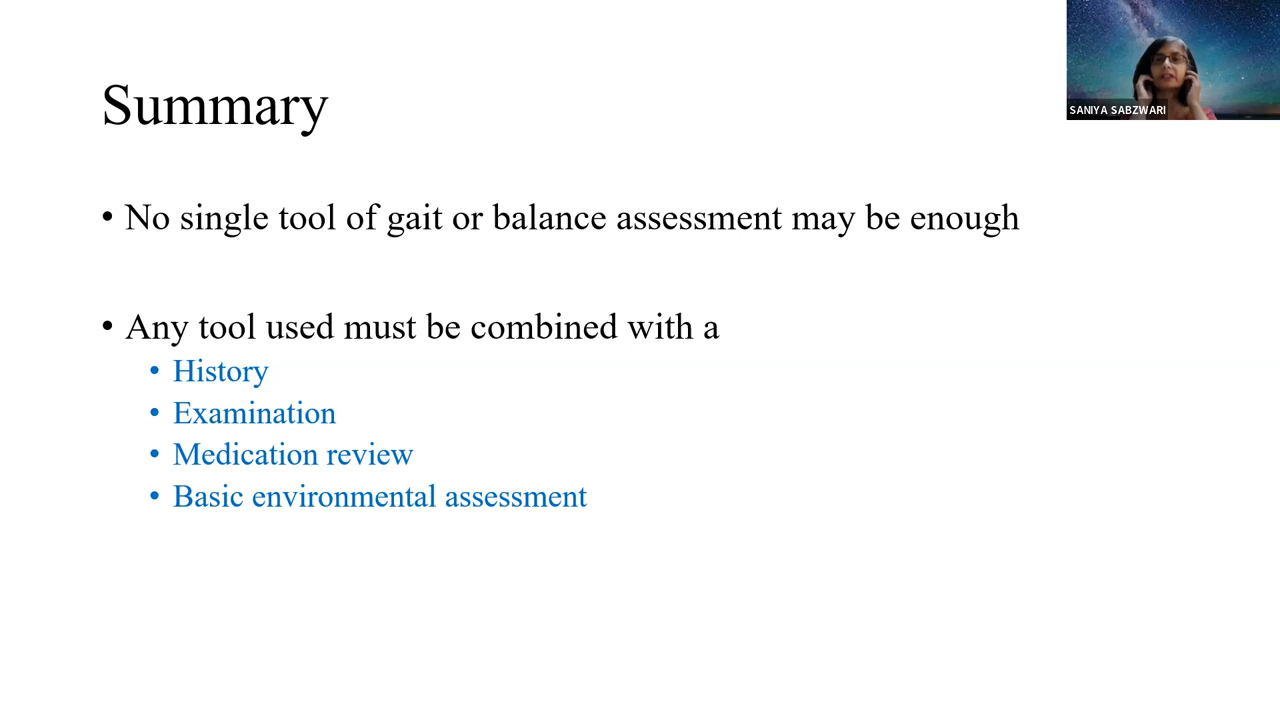 SANIYA SABZWARI
Summary
• No single tool of gait or balance assessment may be enough
• Any tool used must be combined with a
• History
• Examination
• Medication review
• Basic environmental assessment